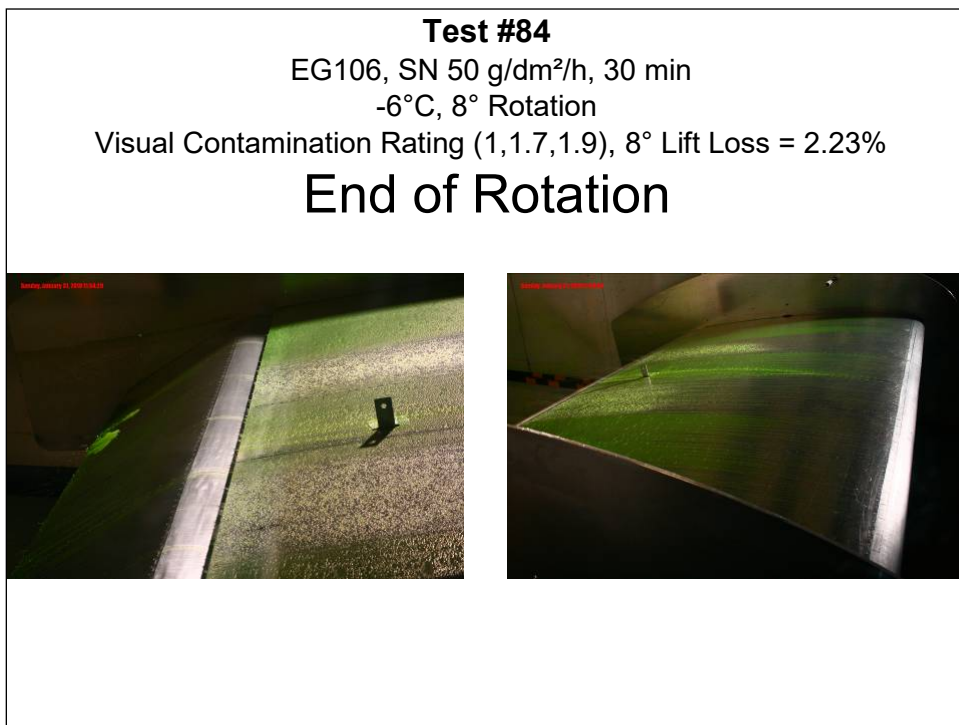 Test #84
EG106, SN 50 g/dm²/h, 30 min
-6°C, 8° Rotation
Visual Contamination Rating (1,1.7,1.9), 8° Lift Loss = 2.23%
End of Rotation